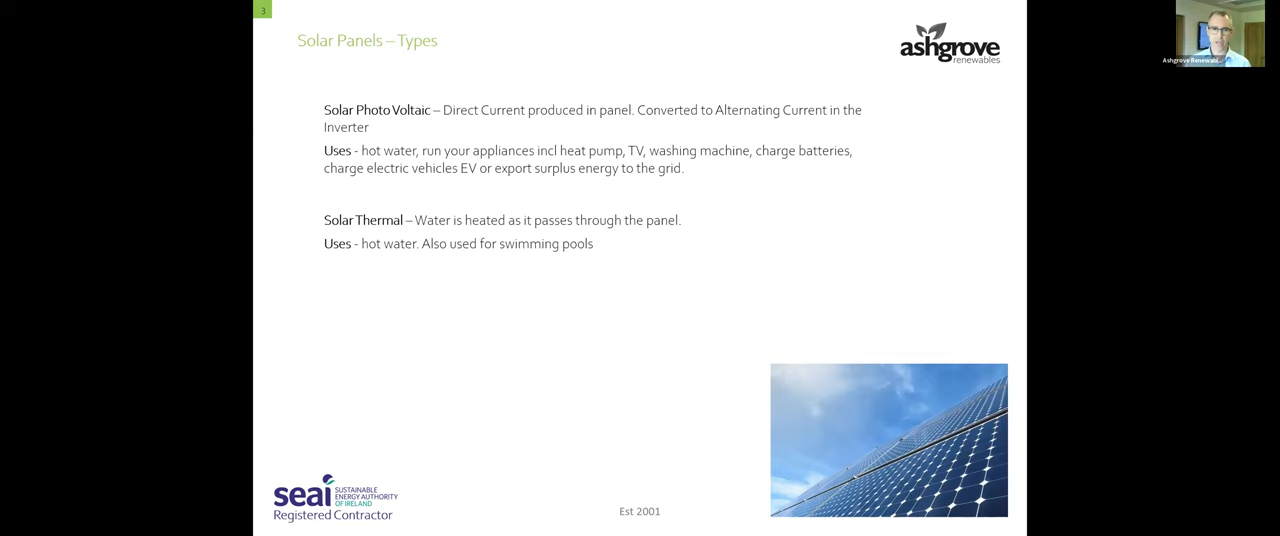 3
Solar Panels – Types
ashgrove
renewables
Ashgrove Renewabl...
Solar Photo Voltaic – Direct Current produced in panel. Converted to Alternating Current in the
Inverter
Uses - hot water, run your appliances incl heat pump, TV, washing machine, charge batteries,
charge electric vehicles EV or export surplus energy to the grid.
Solar Thermal – Water is heated as it passes through the panel.
Uses - hot water. Also used for swimming pools
seai SUSTAINABLE
ENERGY AUTHORITY
OF IRELAND
Registered Contractor
Est 2001